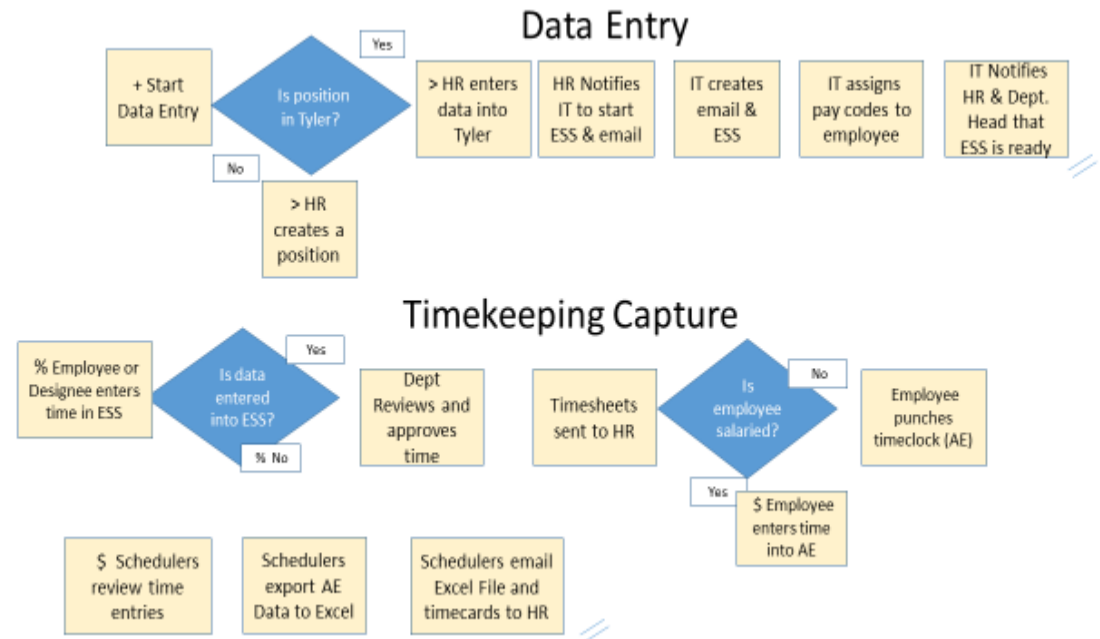 Data Entry
+ Start
Data Entry
Is position
in Tyler?
Yes
No
> HR enters
data into
Tyler
HR Notifies
IT to start
ESS & email
IT creates
email &
ESS
IT assigns
pay codes to
employee
IT Notifies
HR & Dept.
Head that
ESS is ready
> HR
creates a
position
Timekeeping Capture
% Employee or
Designee enters
time in ESS
Is data
entered
into ESS?
Yes
% No
Dept
Reviews and
approves
time
Timesheets
sent to HR
Is
employee
salaried?
No
Yes
Employee
punches
timeclock (AE)
$ Employee
enters time
into AE
$ Schedulers
review time
entries
Schedulers
export AE
Data to Excel
Schedulers email
Excel File and
timecards to HR